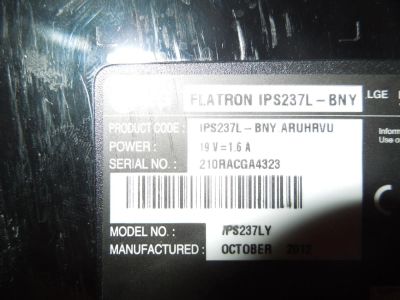 FLATRON IPS237L-BNY LGE
PRODUCT CODE : IPS237L-BNY ARUHRVU
POWER : 19 V = 1.6 A
SERIAL NO. : 210RACGA4323
MODEL NO. : IPS237LY
MANUFACTURED : OCTOBER 2012